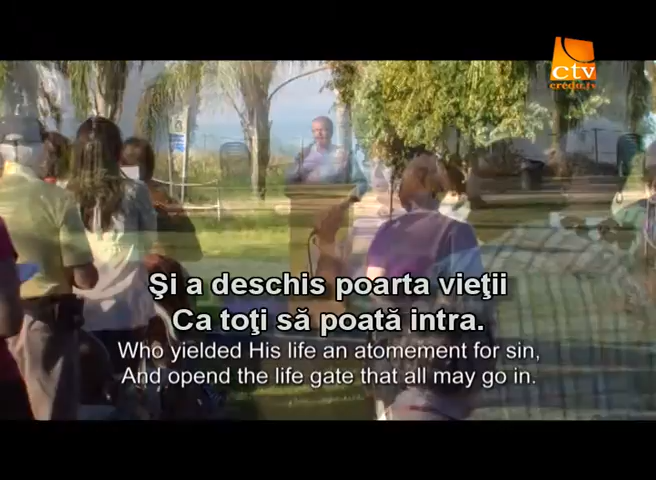 ctv
credo.tv
Şi a deschis poarta vieţii
Ca toţi să poată intra.
Who yielded His life an atomement for sin,
And opend the life gate that all may go in.